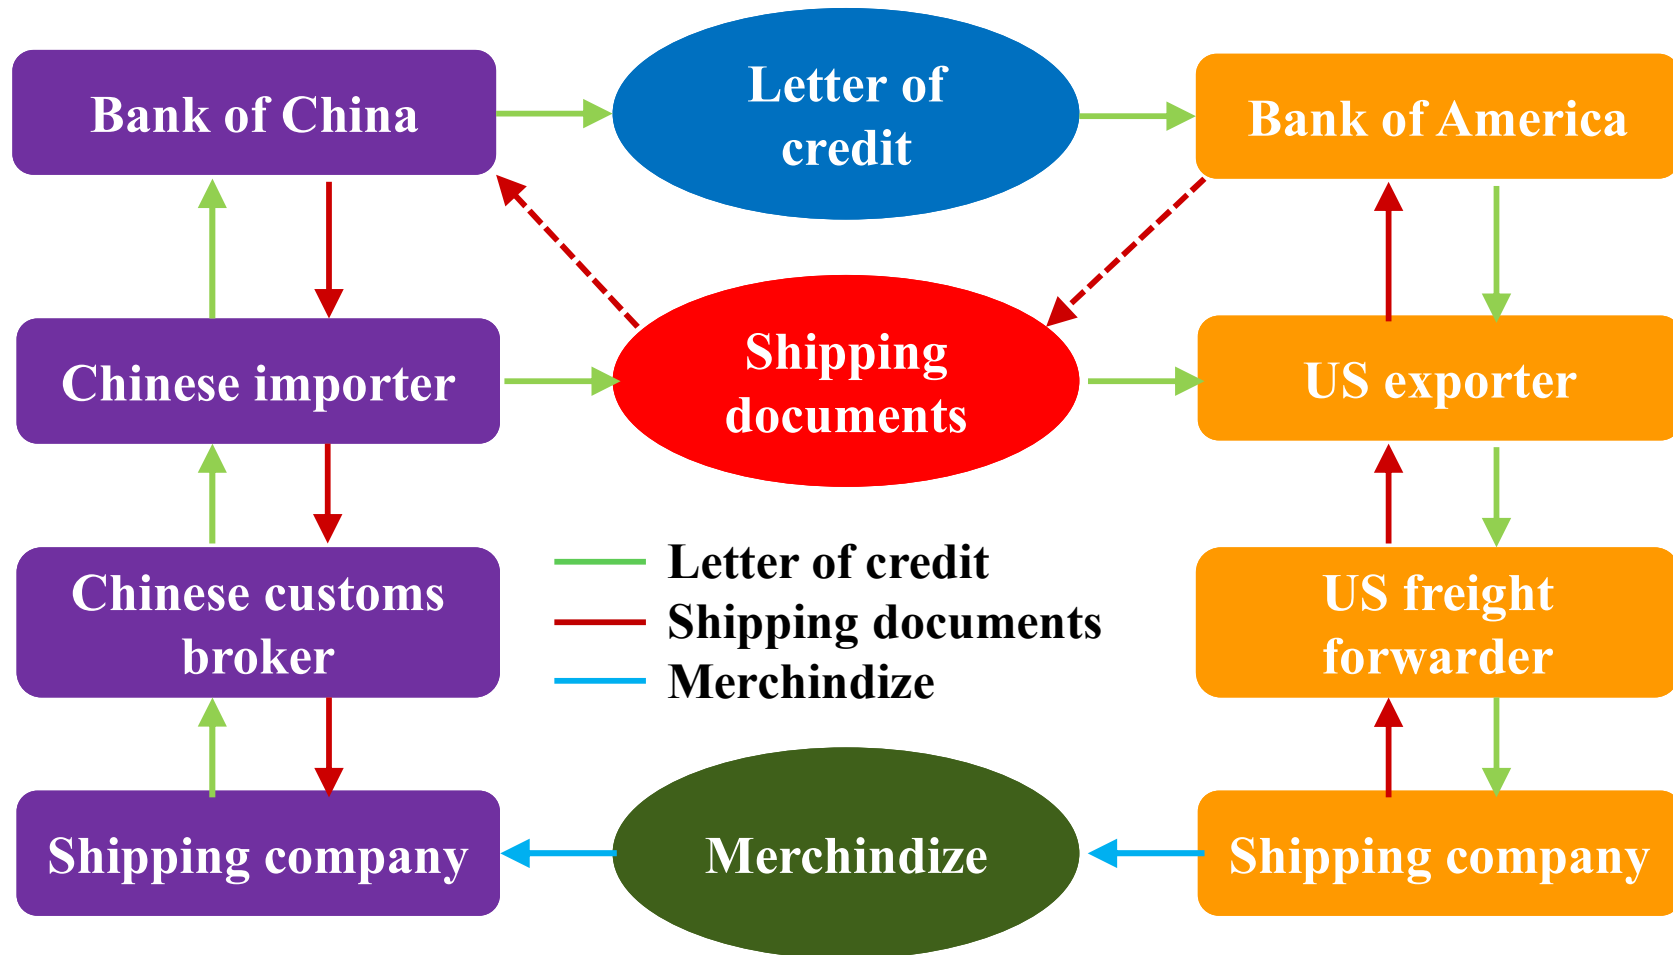 Bank of China
Letter of
credit
Bank of America
Chinese importer
Shipping
documents
US exporter
Chinese customs
broker
Letter of credit
Shipping documents
Merchindize
US freight
forwarder
Shipping company
Merchindize
Shipping company